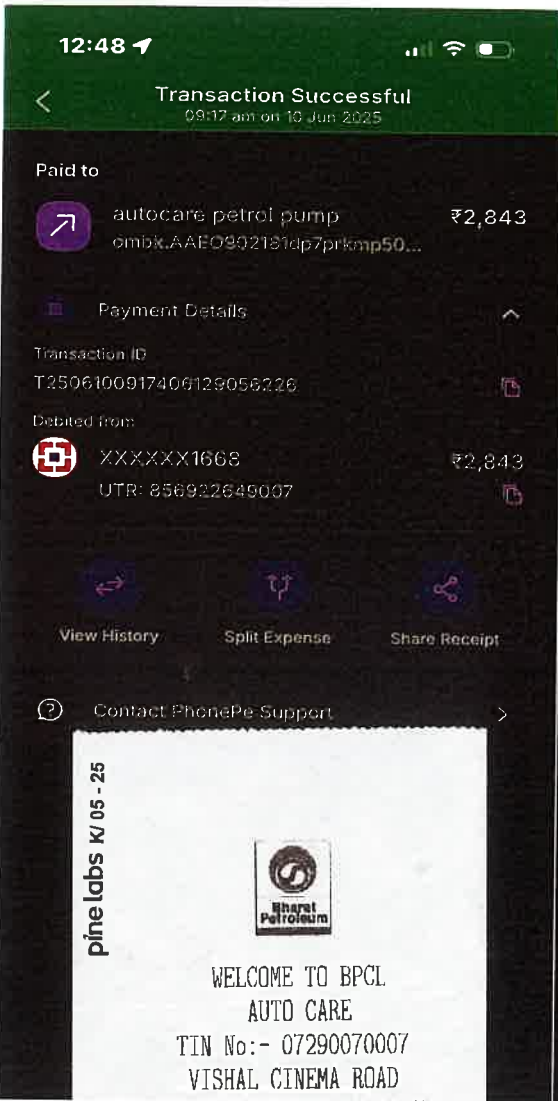 12:48
Transaction Successful
09:17 am on 10 Jun 2025
Paid to
autocare petrol pump ₹2,843
Payment Details
Transaction ID
T2506100917406129056226
Debited from
XXXXXX1668 ₹2,843
UTR: 856922649007
View History Split Expense Share Receipt
Contact PhonePe Support
pine labs K/ 05 - 25
Bharat
Petroleum
WELCOME TO BPCL
AUTO CARE
TIN No:- 07290070007
VISHAL CINEMA ROAD